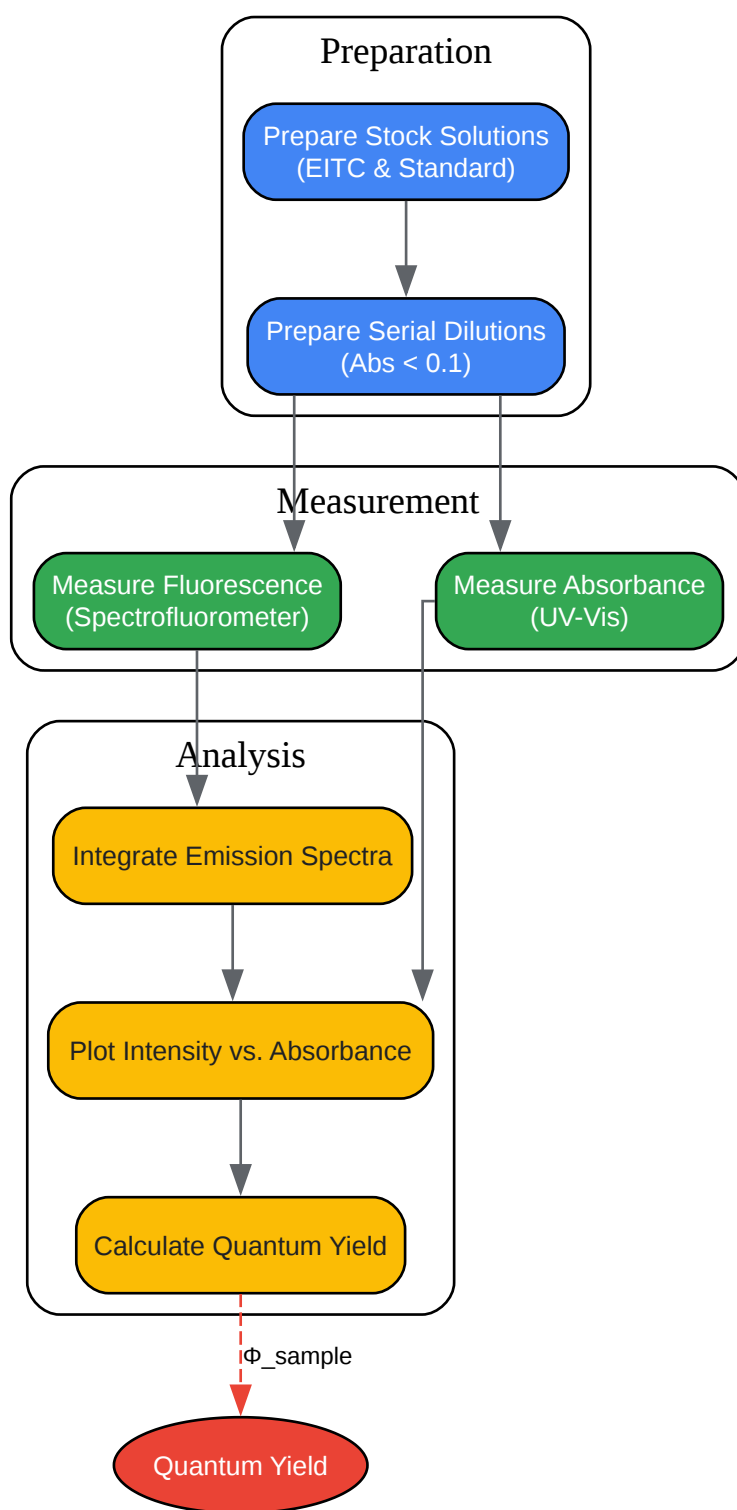 Preparation
Prepare Stock Solutions
(EITC & Standard)
Prepare Serial Dilutions
(Abs < 0.1)
Measurement
Measure Fluorescence
(Spectrofluorometer)
Measure Absorbance
(UV-Vis)
Analysis
Integrate Emission Spectra
Plot Intensity vs. Absorbance
Calculate Quantum Yield
Φ_sample
Quantum Yield